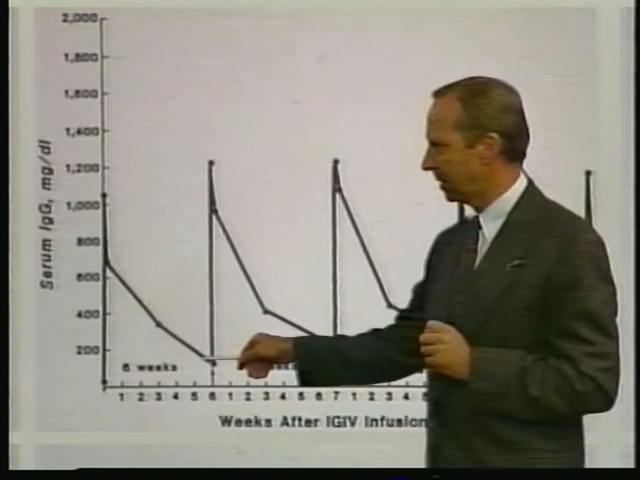 2,000
1,800
1,600
1,400
1,200
1,000
800
600
400
200
Serum IgG, mg/dl
6 weeks
1 2 3 4 5 6 1 2 3 4 5 6 7 1 2 3 4 5
Weeks After IGIV Infusion